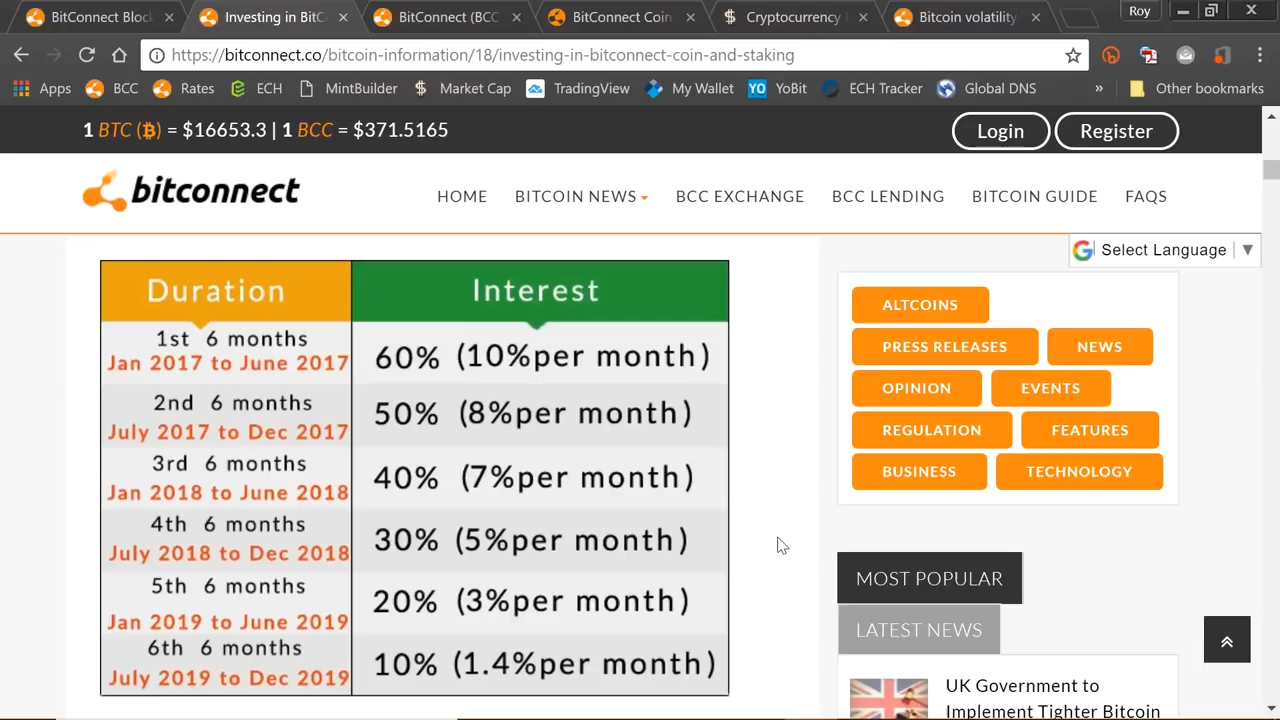 BitConnect Bloc
Investing in BitC
BitConnect (BCC
BitConnect Coin
Cryptocurrency
Bitcoin volatility
Roy
https://bitconnect.co/bitcoin-information/18/investing-in-bitconnect-coin-and-staking
Apps BCC Rates ECH MintBuilder Market Cap TradingView My Wallet YO YoBit ECH Tracker Global DNS » Other bookmarks
1 BTC (₿) = $16653.3 | 1 BCC = $371.5165
Login Register
bitconnect
HOME BITCOIN NEWS BCC EXCHANGE BCC LENDING BITCOIN GUIDE FAQS
G Select Language ▼
Duration Interest
1st 6 months
Jan 2017 to June 2017
60% (10%per month)
2nd 6 months
July 2017 to Dec 2017
50% (8%per month)
3rd 6 months
Jan 2018 to June 2018
40% (7%per month)
4th 6 months
July 2018 to Dec 2018
30% (5%per month)
5th 6 months
Jan 2019 to June 2019
20% (3%per month)
6th 6 months
July 2019 to Dec 2019
10% (1.4%per month)
ALTCOINS
PRESS RELEASES NEWS
OPINION EVENTS
REGULATION FEATURES
BUSINESS TECHNOLOGY
MOST POPULAR
LATEST NEWS
UK Government to
Implement Tighter Bitcoin